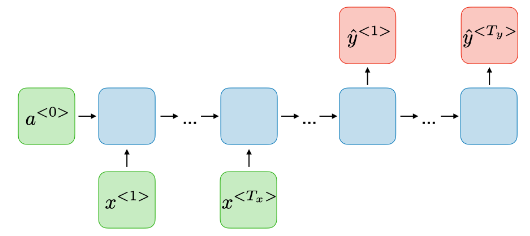 ŷ<1> ŷ<Ty>
a<0> ... ... ...
x<1> x<Tx>